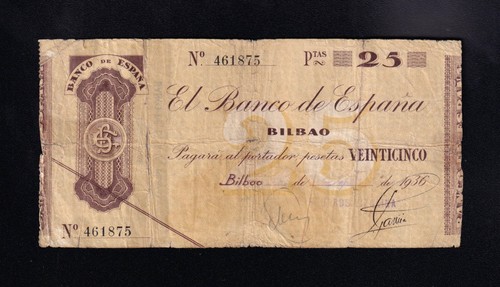 Nº 461875
PTAS 25
BANCO DE ESPAÑA
El Banco de España
BILBAO
Pagará al portador pesetas VEINTICINCO
Bilbao de de 1936
Nº 461875